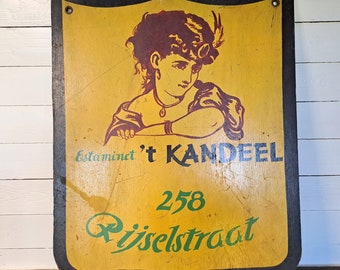 Estaminet 't KANDEEL
258
Rijselstraat